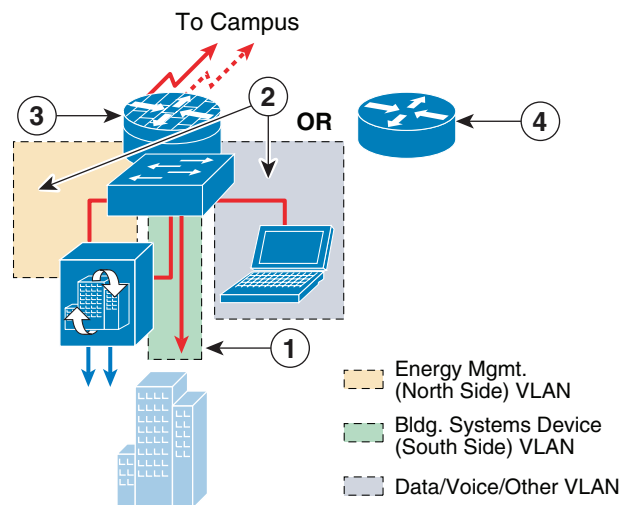 To Campus
3
2
OR
4
1
Energy Mgmt.
(North Side) VLAN
Bldg. Systems Device
(South Side) VLAN
Data/Voice/Other VLAN